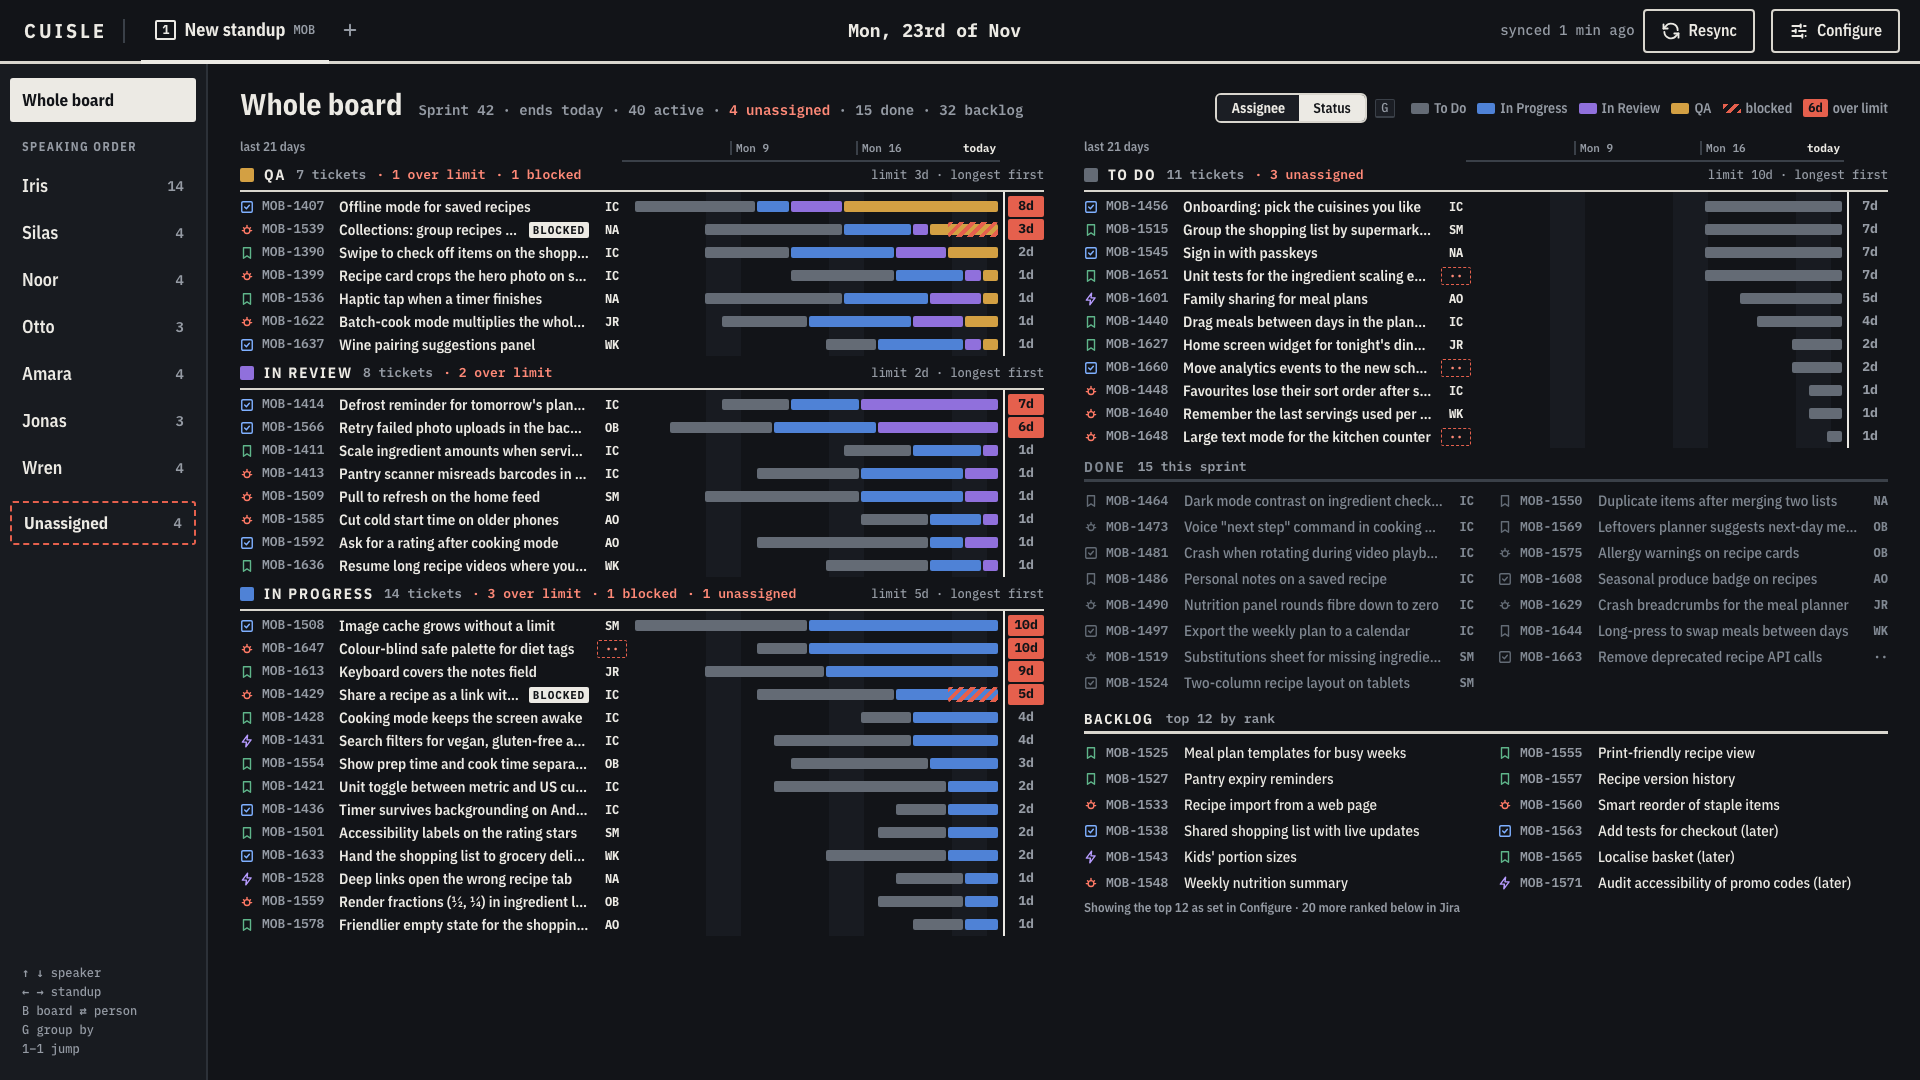 CUISLE
1 New standup MOB +
Mon, 23rd of Nov
synced 1 min ago
Resync
Configure
Whole board
SPEAKING ORDER
Iris 14
Silas 4
Noor 4
Otto 3
Amara 4
Jonas 3
Wren 4
Unassigned 4
↑ ↓ speaker
← → standup
B board ⇄ person
G group by
1–1 jump
Whole board Sprint 42 · ends today · 40 active · 4 unassigned · 15 done · 32 backlog
Assignee Status G To Do In Progress In Review QA blocked 6d over limit
last 21 days Mon 9 Mon 16 today
QA 7 tickets · 1 over limit · 1 blocked limit 3d · longest first
MOB-1407 Offline mode for saved recipes IC 8d
MOB-1539 Collections: group recipes ... BLOCKED NA 3d
MOB-1390 Swipe to check off items on the shopp... IC 2d
MOB-1399 Recipe card crops the hero photo on s... IC 1d
MOB-1536 Haptic tap when a timer finishes NA 1d
MOB-1622 Batch-cook mode multiplies the whol... JR 1d
MOB-1637 Wine pairing suggestions panel WK 1d
IN REVIEW 8 tickets · 2 over limit limit 2d · longest first
MOB-1414 Defrost reminder for tomorrow's plan... IC 7d
MOB-1566 Retry failed photo uploads in the bac... OB 6d
MOB-1411 Scale ingredient amounts when servi... IC 1d
MOB-1413 Pantry scanner misreads barcodes in ... IC 1d
MOB-1509 Pull to refresh on the home feed SM 1d
MOB-1585 Cut cold start time on older phones AO 1d
MOB-1592 Ask for a rating after cooking mode AO 1d
MOB-1636 Resume long recipe videos where you... WK 1d
IN PROGRESS 14 tickets · 3 over limit · 1 blocked · 1 unassigned limit 5d · longest first
MOB-1508 Image cache grows without a limit SM 10d
MOB-1647 Colour-blind safe palette for diet tags ·· 10d
MOB-1613 Keyboard covers the notes field JR 9d
MOB-1429 Share a recipe as a link wit... BLOCKED IC 5d
MOB-1428 Cooking mode keeps the screen awake IC 4d
MOB-1431 Search filters for vegan, gluten-free a... IC 4d
MOB-1554 Show prep time and cook time separa... OB 3d
MOB-1421 Unit toggle between metric and US cu... IC 2d
MOB-1436 Timer survives backgrounding on And... IC 2d
MOB-1501 Accessibility labels on the rating stars SM 2d
MOB-1633 Hand the shopping list to grocery deli... WK 2d
MOB-1528 Deep links open the wrong recipe tab NA 1d
MOB-1559 Render fractions (½, ¼) in ingredient l... OB 1d
MOB-1578 Friendlier empty state for the shoppin... AO 1d
last 21 days Mon 9 Mon 16 today
TO DO 11 tickets · 3 unassigned limit 10d · longest first
MOB-1456 Onboarding: pick the cuisines you like IC 7d
MOB-1515 Group the shopping list by supermark... SM 7d
MOB-1545 Sign in with passkeys NA 7d
MOB-1651 Unit tests for the ingredient scaling e... ·· 7d
MOB-1601 Family sharing for meal plans AO 5d
MOB-1440 Drag meals between days in the plan... IC 4d
MOB-1627 Home screen widget for tonight's din... JR 2d
MOB-1660 Move analytics events to the new sch... ·· 2d
MOB-1448 Favourites lose their sort order after s... IC 1d
MOB-1640 Remember the last servings used per ... WK 1d
MOB-1648 Large text mode for the kitchen counter ·· 1d
DONE 15 this sprint
MOB-1464 Dark mode contrast on ingredient check... IC
MOB-1473 Voice "next step" command in cooking ... IC
MOB-1481 Crash when rotating during video playb... IC
MOB-1486 Personal notes on a saved recipe IC
MOB-1490 Nutrition panel rounds fibre down to zero IC
MOB-1497 Export the weekly plan to a calendar IC
MOB-1519 Substitutions sheet for missing ingredie... SM
MOB-1524 Two-column recipe layout on tablets SM
MOB-1550 Duplicate items after merging two lists NA
MOB-1569 Leftovers planner suggests next-day me... OB
MOB-1575 Allergy warnings on recipe cards OB
MOB-1608 Seasonal produce badge on recipes AO
MOB-1629 Crash breadcrumbs for the meal planner JR
MOB-1644 Long-press to swap meals between days WK
MOB-1663 Remove deprecated recipe API calls ··
BACKLOG top 12 by rank
MOB-1525 Meal plan templates for busy weeks
MOB-1527 Pantry expiry reminders
MOB-1533 Recipe import from a web page
MOB-1538 Shared shopping list with live updates
MOB-1543 Kids' portion sizes
MOB-1548 Weekly nutrition summary
MOB-1555 Print-friendly recipe view
MOB-1557 Recipe version history
MOB-1560 Smart reorder of staple items
MOB-1563 Add tests for checkout (later)
MOB-1565 Localise basket (later)
MOB-1571 Audit accessibility of promo codes (later)
Showing the top 12 as set in Configure · 20 more ranked below in Jira